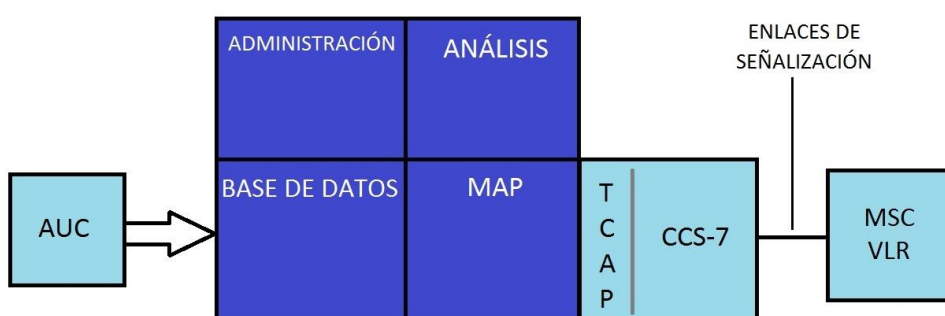 ADMINISTRACIÓN
ANÁLISIS
ENLACES DE
SEÑALIZACIÓN
AUC
BASE DE DATOS
MAP
T
C
A
P
CCS-7
MSC
VLR